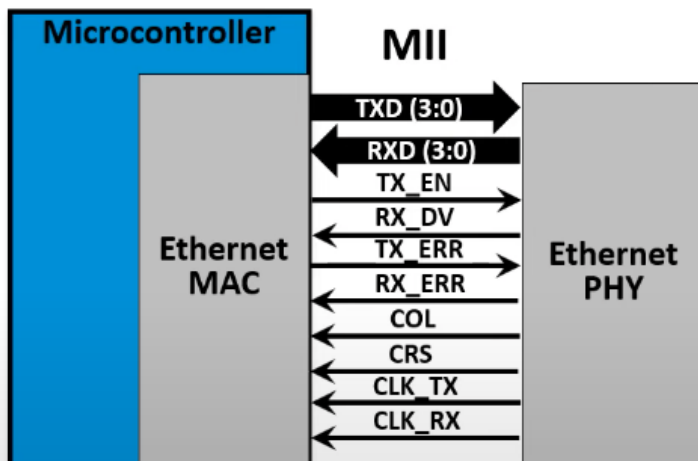 Microcontroller
MII
TXD (3:0)
RXD (3:0)
TX_EN
RX_DV
TX_ERR
RX_ERR
COL
CRS
CLK_TX
CLK_RX
Ethernet
MAC
Ethernet
PHY